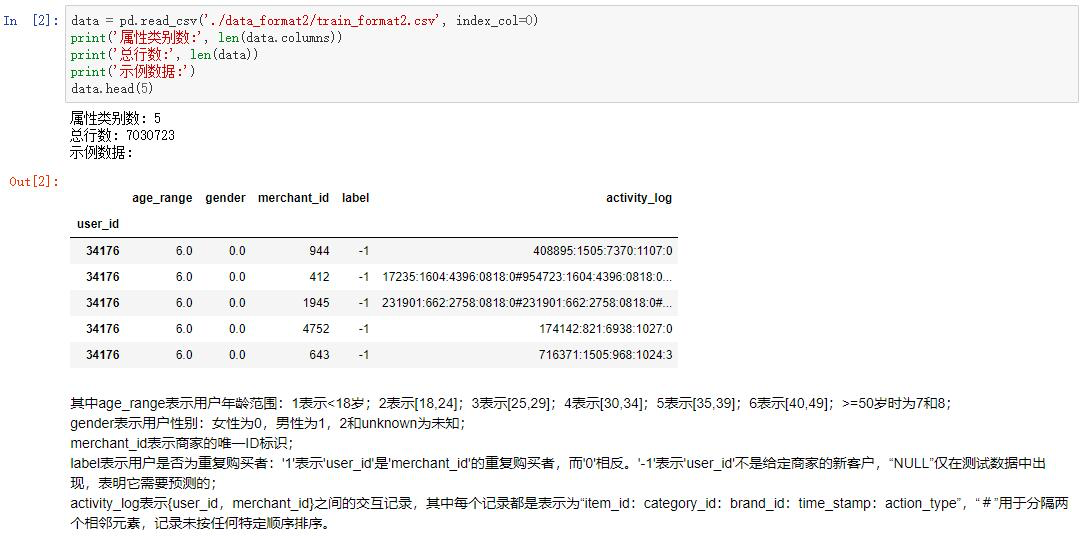 In [2]: data = pd.read_csv('./data_format2/train_format2.csv', index_col=0)
print('属性类别数:', len(data.columns))
print('总行数:', len(data))
print('示例数据:')
data.head(5)
属性类别数: 5
总行数: 7030723
示例数据:
Out[2]:
age_range gender merchant_id label activity_log
user_id
34176 6.0 0.0 944 -1 408895:1505:7370:1107:0
34176 6.0 0.0 412 -1 17235:1604:4396:0818:0#954723:1604:4396:0818:0...
34176 6.0 0.0 1945 -1 231901:662:2758:0818:0#231901:662:2758:0818:0#...
34176 6.0 0.0 4752 -1 174142:821:6938:1027:0
34176 6.0 0.0 643 -1 716371:1505:968:1024:3
其中age_range表示用户年龄范围：1表示<18岁；2表示[18,24]；3表示[25,29]；4表示[30,34]；5表示[35,39]；6表示[40,49]；>=50岁时为7和8；
gender表示用户性别：女性为0，男性为1，2和unknown为未知；
merchant_id表示商家的唯一ID标识；
label表示用户是否为重复购买者：'1'表示'user_id'是'merchant_id'的重复购买者，而'0'相反。'-1'表示'user_id'不是给定商家的新客户，“NULL”仅在测试数据中出
现，表明它需要预测的；
activity_log表示{user_id，merchant_id}之间的交互记录，其中每个记录都是表示为“item_id：category_id：brand_id：time_stamp：action_type”，“＃”用于分隔两
个相邻元素，记录未按任何特定顺序排序。